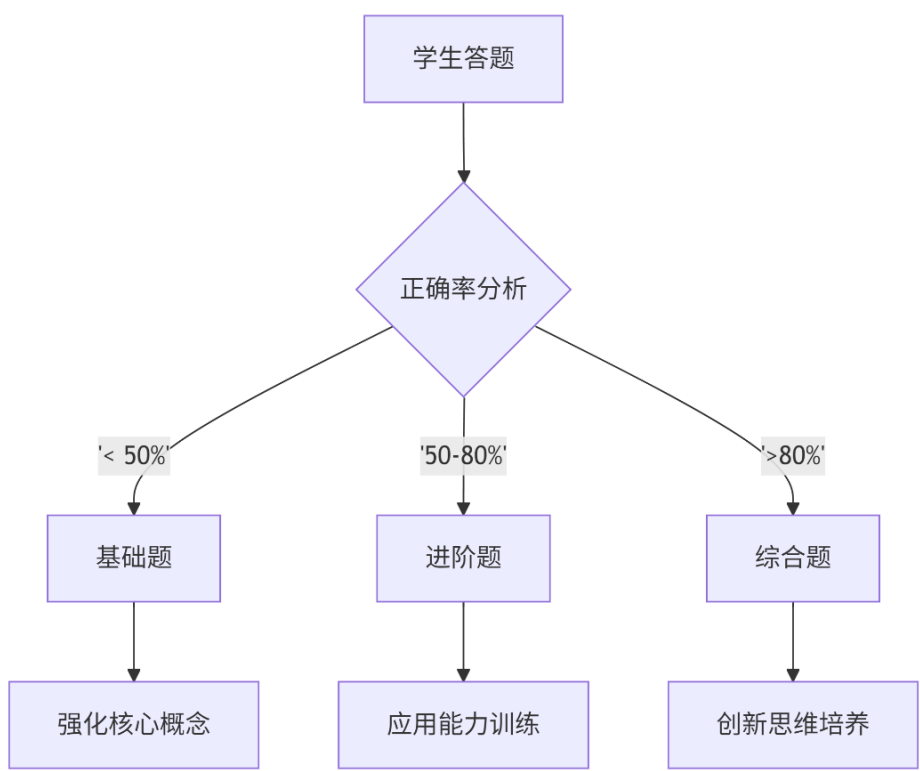 学生答题
正确率分析
'< 50%'
'50-80%'
'>80%'
基础题
进阶题
综合题
强化核心概念
应用能力训练
创新思维培养